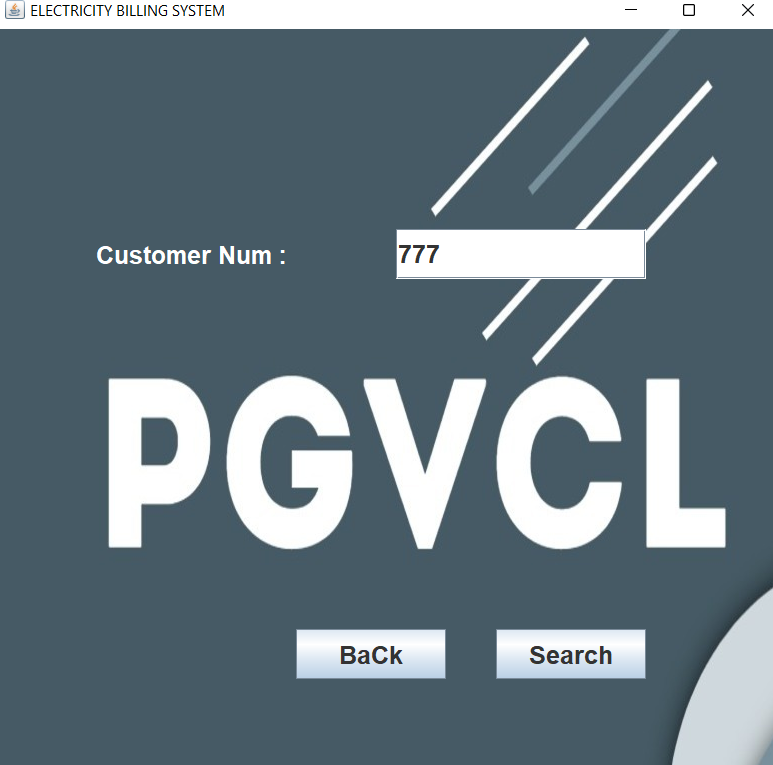 ELECTRICITY BILLING SYSTEM
Customer Num :
777
PGVCL
BaCk
Search